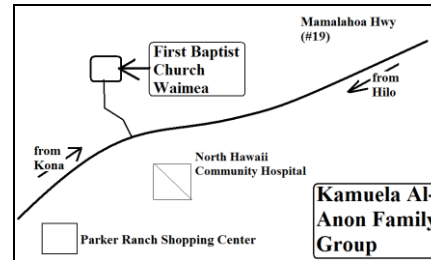 Mamalahoa Hwy
(#19)
First Baptist
Church
Waimea
from
Hilo
from
Kona
North Hawaii
Community Hospital
Kamuela Al-
Anon Family
Group
Parker Ranch Shopping Center